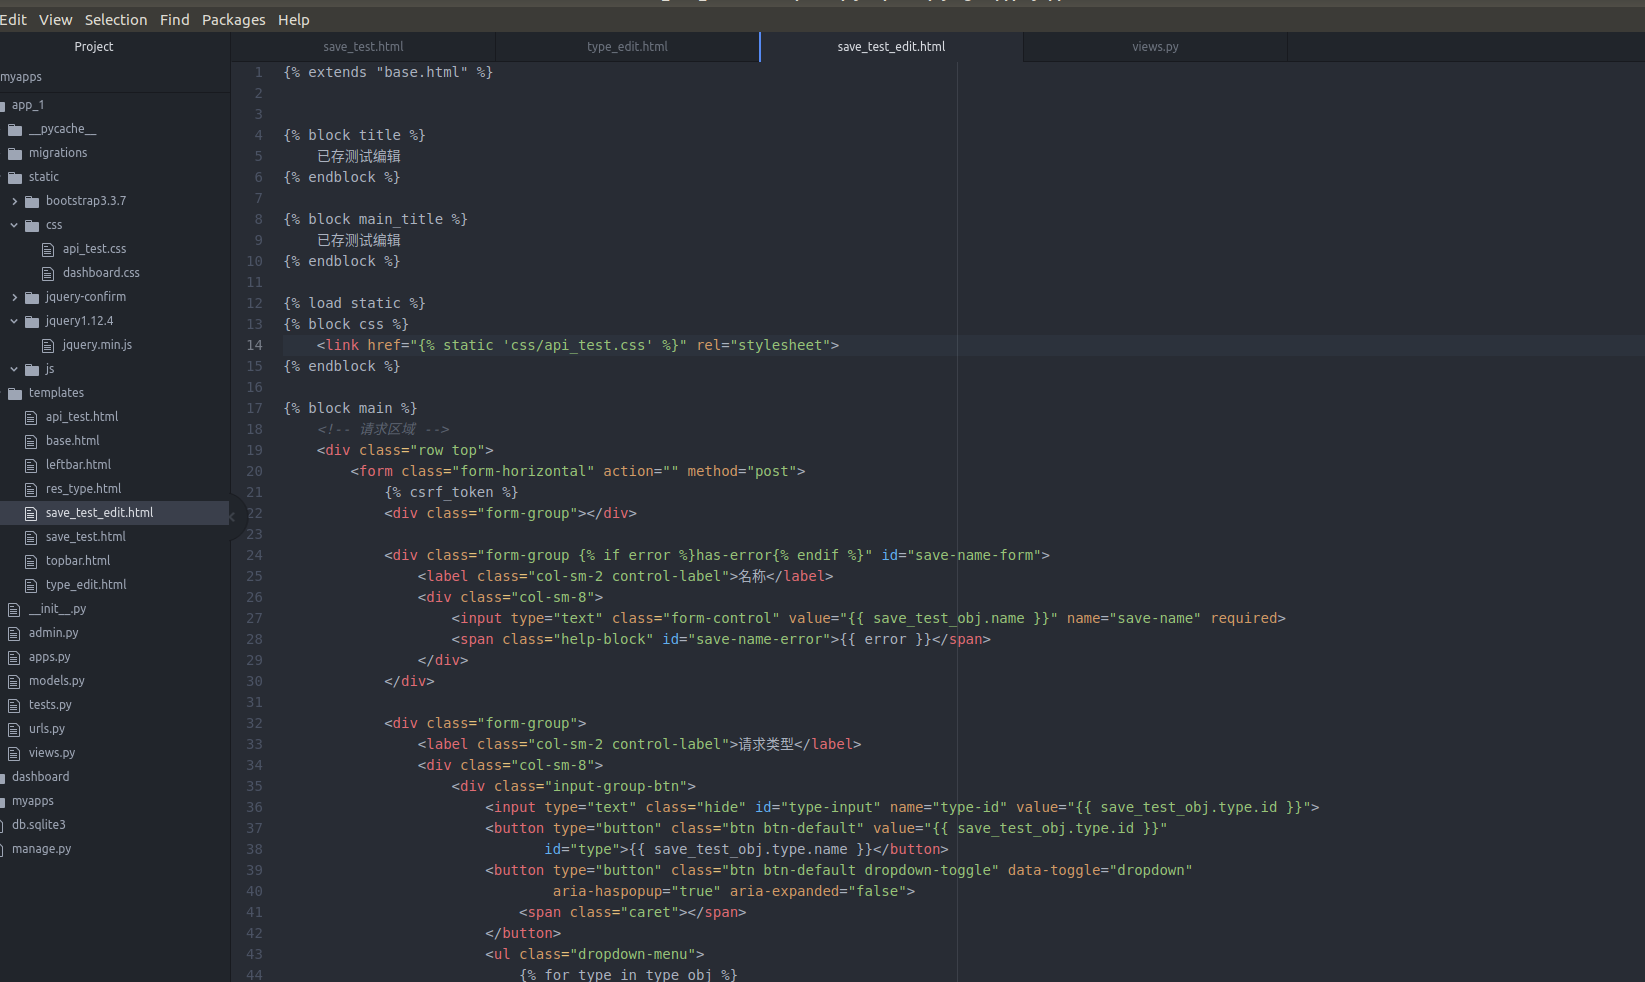 Edit View Selection Find Packages Help
Project
save_test.html type_edit.html save_test_edit.html views.py
myapps
app_1
__pycache__
migrations
static
bootstrap3.3.7
css
api_test.css
dashboard.css
jquery-confirm
jquery1.12.4
jquery.min.js
js
templates
api_test.html
base.html
leftbar.html
res_type.html
save_test_edit.html
save_test.html
topbar.html
type_edit.html
__init__.py
admin.py
apps.py
models.py
tests.py
urls.py
views.py
dashboard
myapps
db.sqlite3
manage.py
1 {% extends "base.html" %}
2
3
4 {% block title %}
5 已存测试编辑
6 {% endblock %}
7
8 {% block main_title %}
9 已存测试编辑
10 {% endblock %}
11
12 {% load static %}
13 {% block css %}
14 <link href="{% static 'css/api_test.css' %}" rel="stylesheet">
15 {% endblock %}
16
17 {% block main %}
18 <!-- 请求区域 -->
19 <div class="row top">
20 <form class="form-horizontal" action="" method="post">
21 {% csrf_token %}
22 <div class="form-group"></div>
23
24 <div class="form-group {% if error %}has-error{% endif %}" id="save-name-form">
25 <label class="col-sm-2 control-label">名称</label>
26 <div class="col-sm-8">
27 <input type="text" class="form-control" value="{{ save_test_obj.name }}" name="save-name" required>
28 <span class="help-block" id="save-name-error">{{ error }}</span>
29 </div>
30 </div>
31
32 <div class="form-group">
33 <label class="col-sm-2 control-label">请求类型</label>
34 <div class="col-sm-8">
35 <div class="input-group-btn">
36 <input type="text" class="hide" id="type-input" name="type-id" value="{{ save_test_obj.type.id }}">
37 <button type="button" class="btn btn-default" value="{{ save_test_obj.type.id }}"
38 id="type">{{ save_test_obj.type.name }}</button>
39 <button type="button" class="btn btn-default dropdown-toggle" data-toggle="dropdown"
40 aria-haspopup="true" aria-expanded="false">
41 <span class="caret"></span>
42 </button>
43 <ul class="dropdown-menu">
44 {% for type in type_obj %}